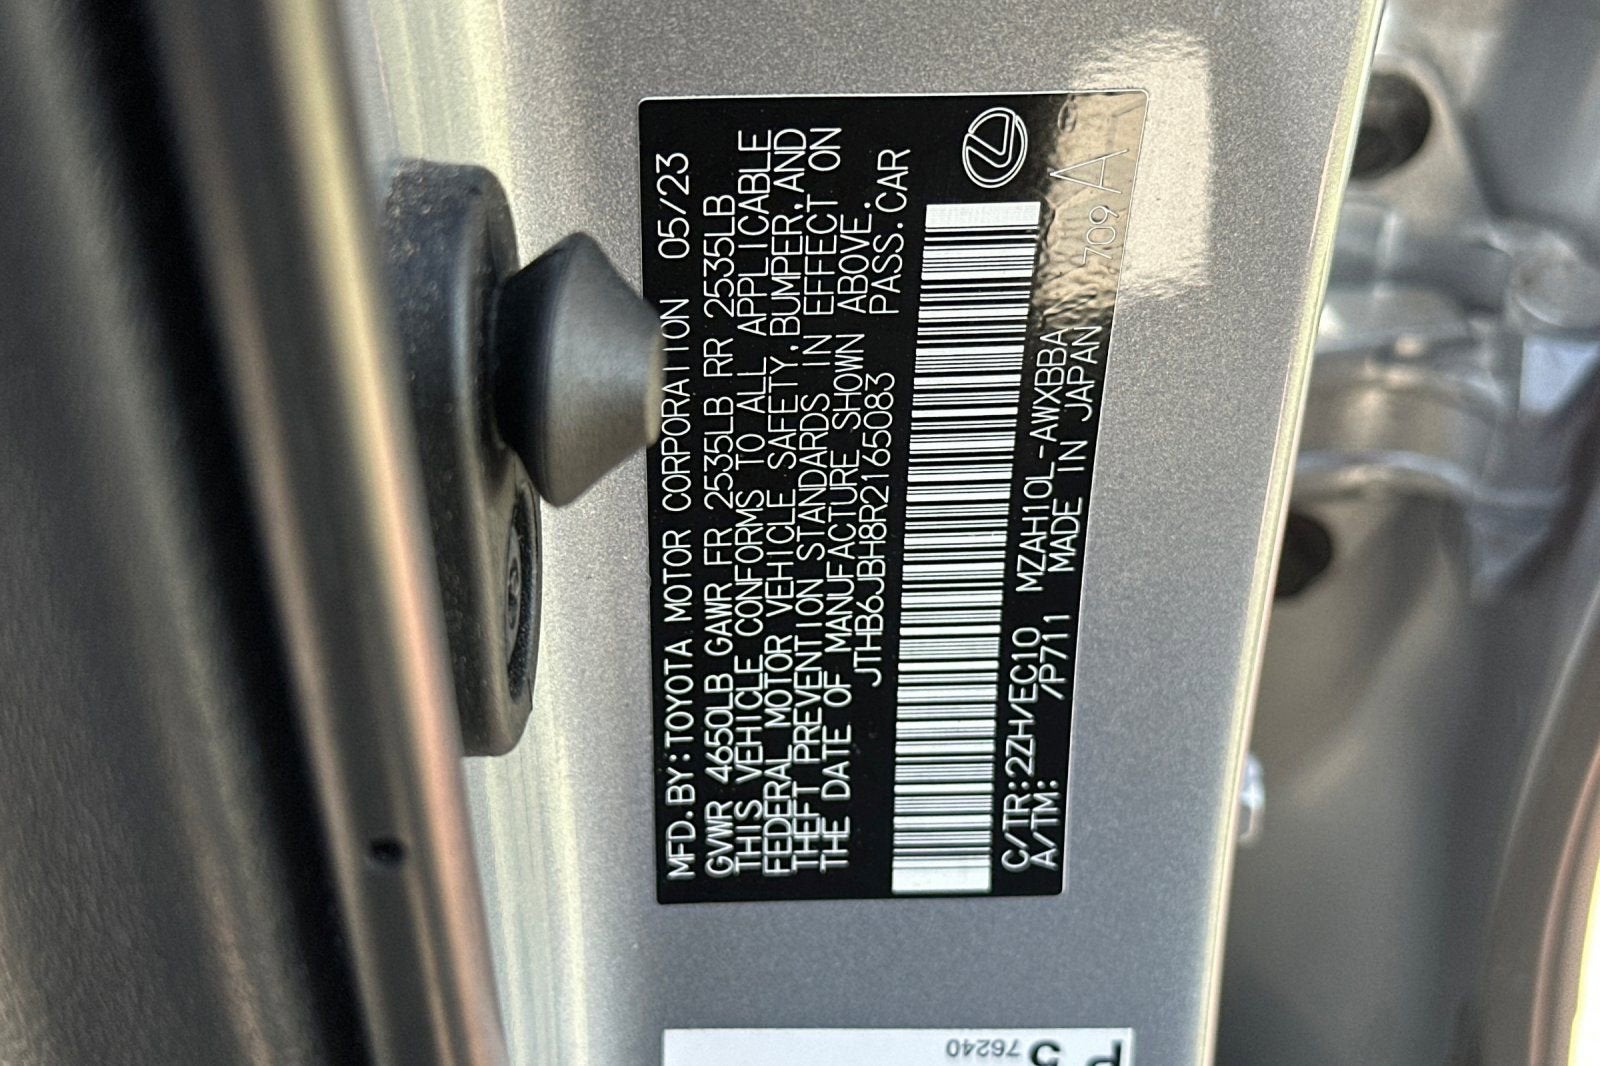 MFD.BY:TOYOTA MOTOR CORPORATION 05/23
GVWR 4650LB GAWR FR 2535LB RR 2535LB
THIS VEHICLE CONFORMS TO ALL APPLICABLE
FEDERAL MOTOR VEHICLE SAFETY,BUMPER,AND
THEFT PREVENTION STANDARDS IN EFFECT ON
THE DATE OF MANUFACTURE SHOWN ABOVE.
JTHB6JBH8R2165083 PASS.CAR
C/TR:2ZH/EC10 MZAH10L-AWXBBA
A/TM: /P711 MADE IN JAPAN
709 A
76240